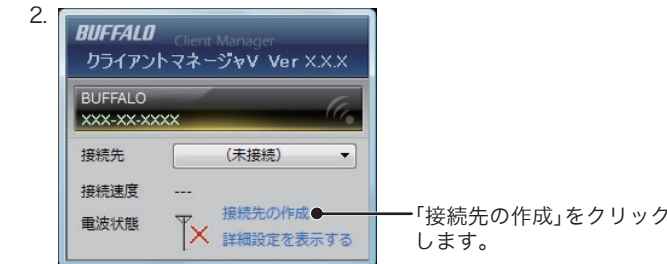 2.
BUFFALO Client Manager
クライアントマネージャV Ver X.X.X
BUFFALO
XXX-XX-XXXX
接続先 (未接続)
接続速度 ---
電波状態
接続先の作成
詳細設定を表示する
「接続先の作成」をクリック
します。